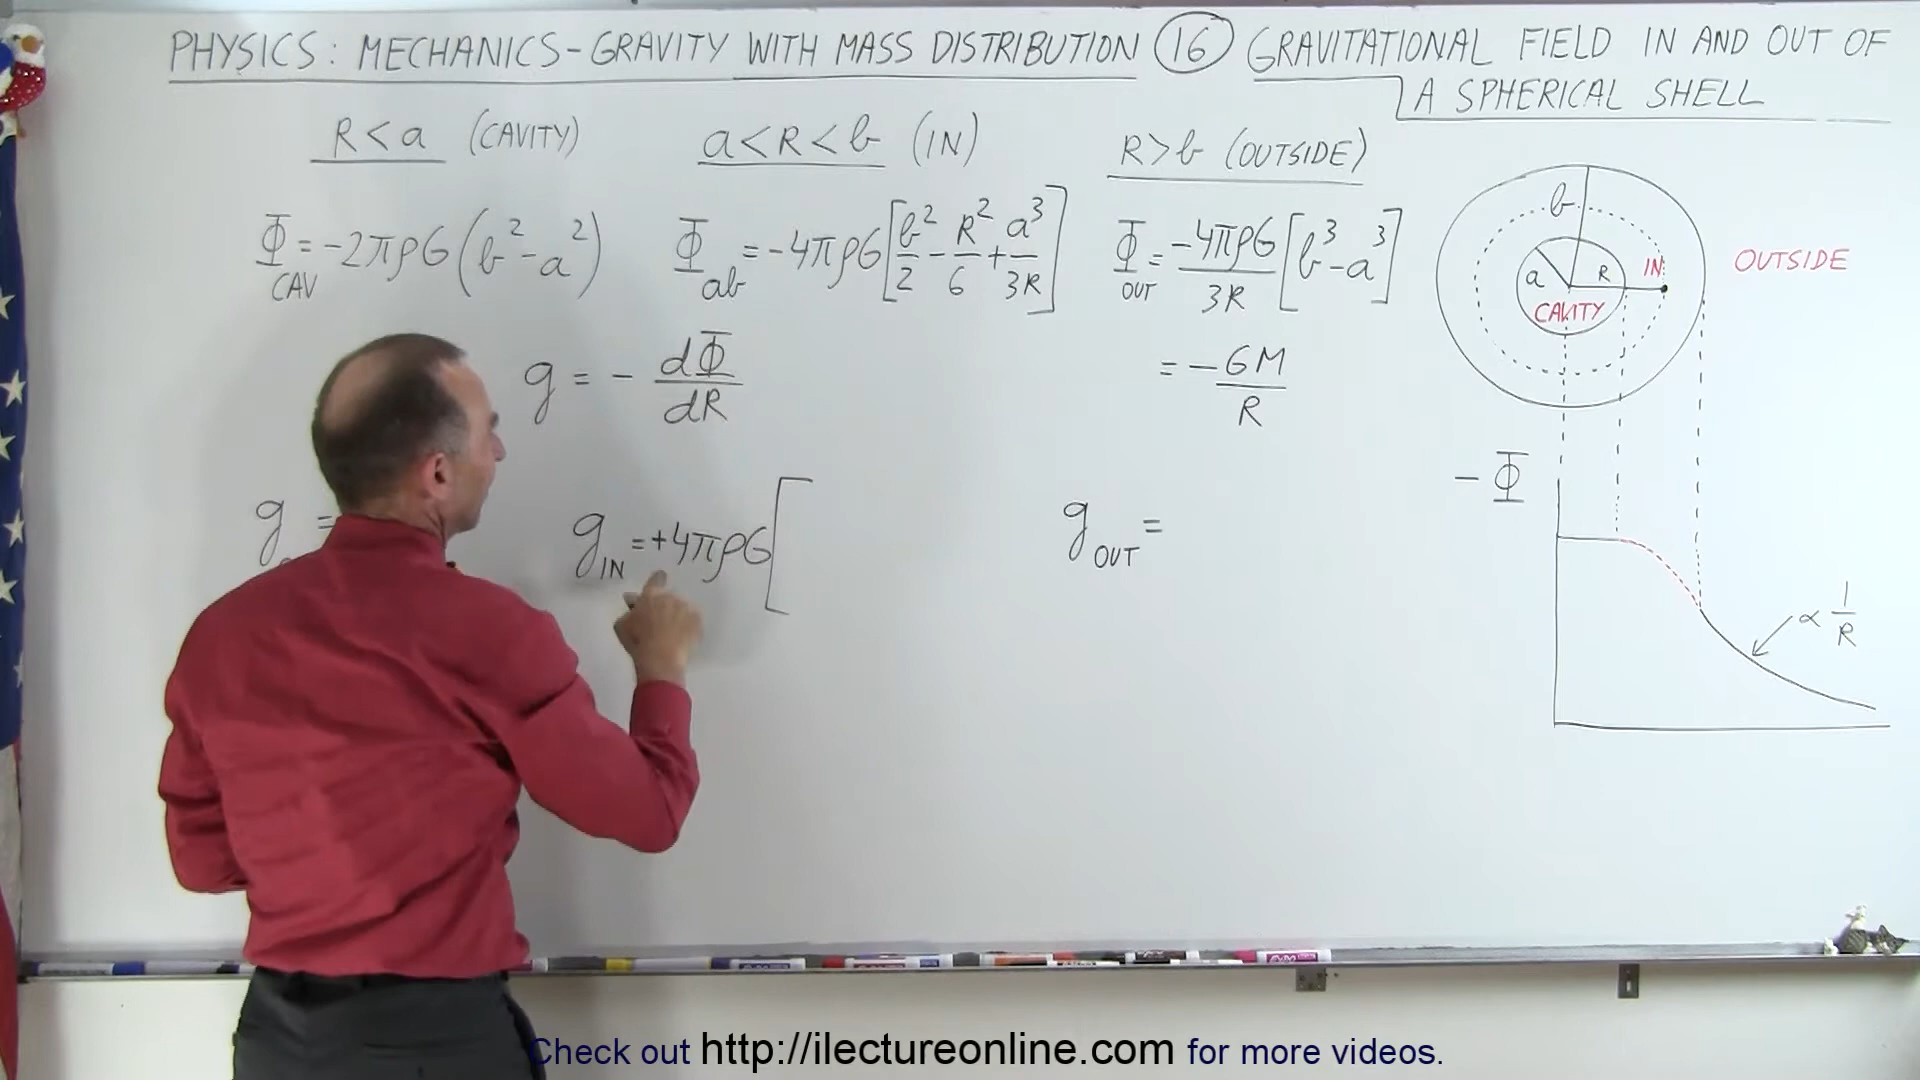 PHYSICS: MECHANICS-GRAVITY WITH MASS DISTRIBUTION 16 GRAVITATIONAL FIELD IN AND OUT OF
A SPHERICAL SHELL
R<a (CAVITY)
a<R<b (IN)
R>b (OUTSIDE)
Φ_CAV = -2πρG(b²-a²)
Φ_ab = -4πρG[b²/2 - R²/6 + a³/3R]
Φ_OUT = -4πρG/3R [b³-a³]
= -GM/R
g = - dΦ/dR
g =
g_IN = +4πρG[
g_OUT =
b
a
R
IN
CAVITY
OUTSIDE
-Φ
∝ 1/R
EXPO
Check out http://ilectureonline.com for more videos.